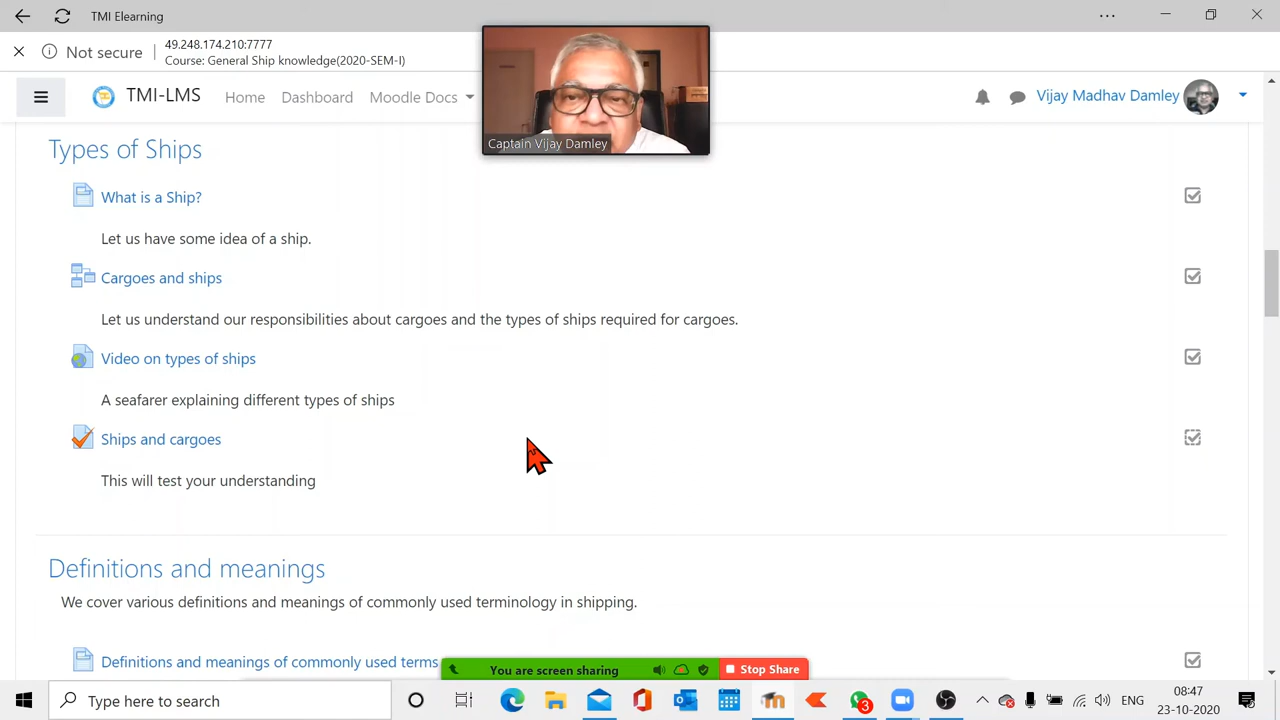 TMI Elearning
Not secure
49.248.174.210:7777
Course: General Ship knowledge(2020-SEM-I)
TMI-LMS
Home
Dashboard
Moodle Docs
Captain Vijay Damley
Vijay Madhav Damley
Types of Ships
What is a Ship?
Let us have some idea of a ship.
Cargoes and ships
Let us understand our responsibilities about cargoes and the types of ships required for cargoes.
Video on types of ships
A seafarer explaining different types of ships
Ships and cargoes
This will test your understanding
Definitions and meanings
We cover various definitions and meanings of commonly used terminology in shipping.
Definitions and meanings of commonly used terms
You are screen sharing
Stop Share
Type here to search
3
ENG
08:47
23-10-2020